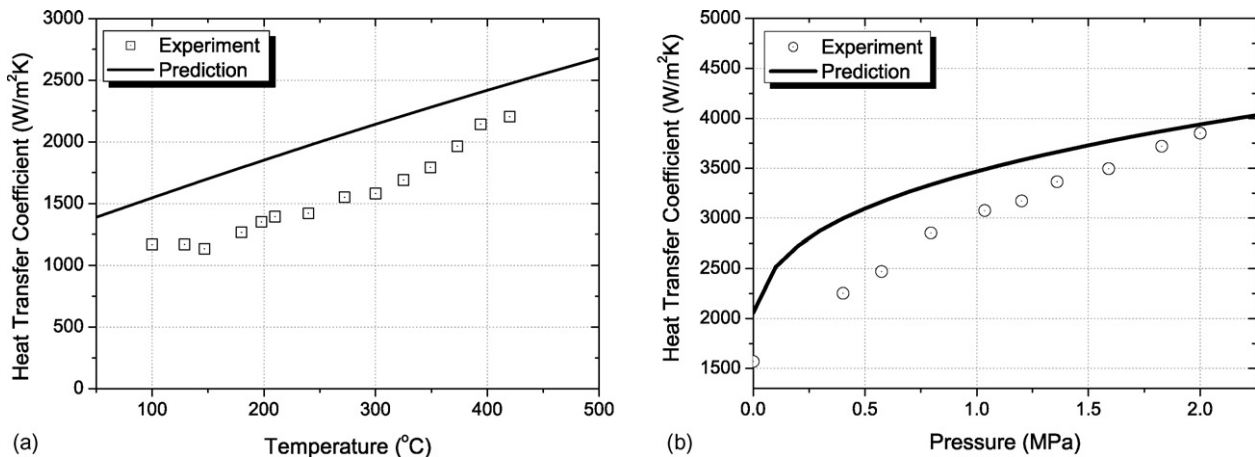 3000
2500
2000
1500
1000
500
0
Heat Transfer Coefficient (W/m²K)
Experiment
Prediction
100 200 300 400 500
(a) Temperature (°C)
5000
4500
4000
3500
3000
2500
2000
1500
Heat Transfer Coefficient (W/m²K)
Experiment
Prediction
0.0 0.5 1.0 1.5 2.0
(b) Pressure (MPa)